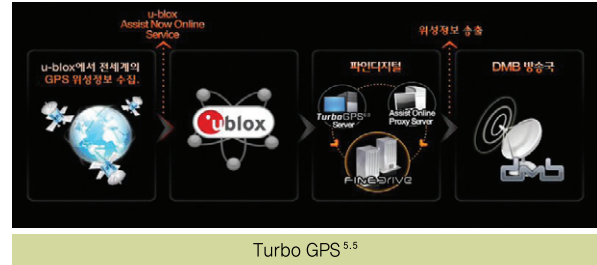 u-blox
Assist Now Online
Service
위성정보 송출
u-blox에서 전세계의
GPS 위성정보 수집.
ublox
파인디지털
TurboGPS5.5
Server
Assist Online
Proxy Server
FINEDRIVE
DMB 방송국
dmb
Turbo GPS5.5